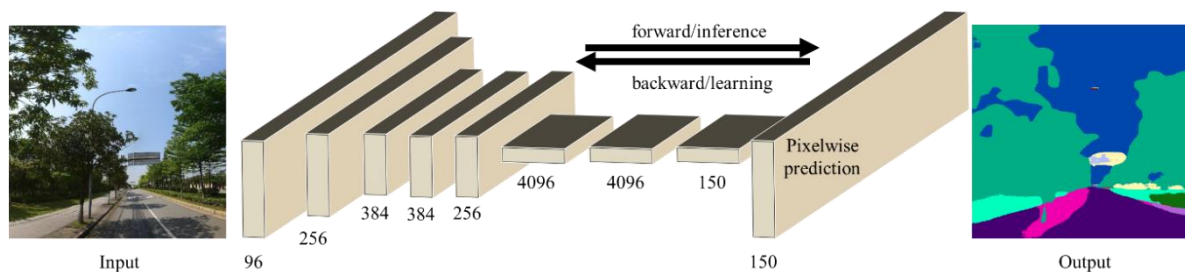 forward/inference
backward/learning
Pixelwise
prediction
4096
4096
150
384
384
256
256
96
150
Input
Output